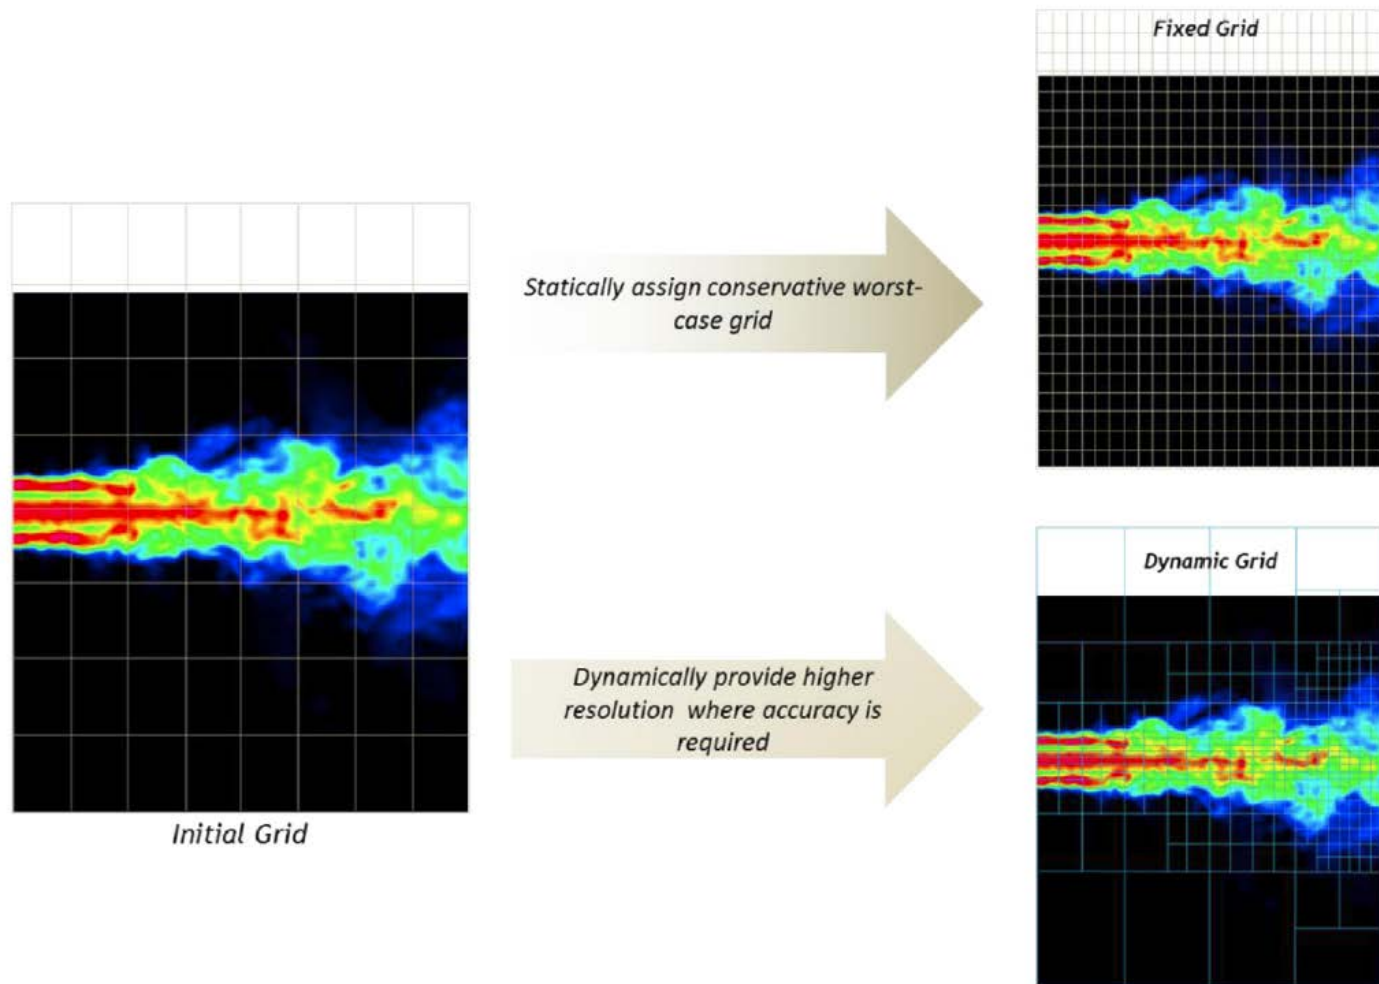 Fixed Grid
Statically assign conservative worst-
case grid
Initial Grid
Dynamic Grid
Dynamically provide higher
resolution where accuracy is
required